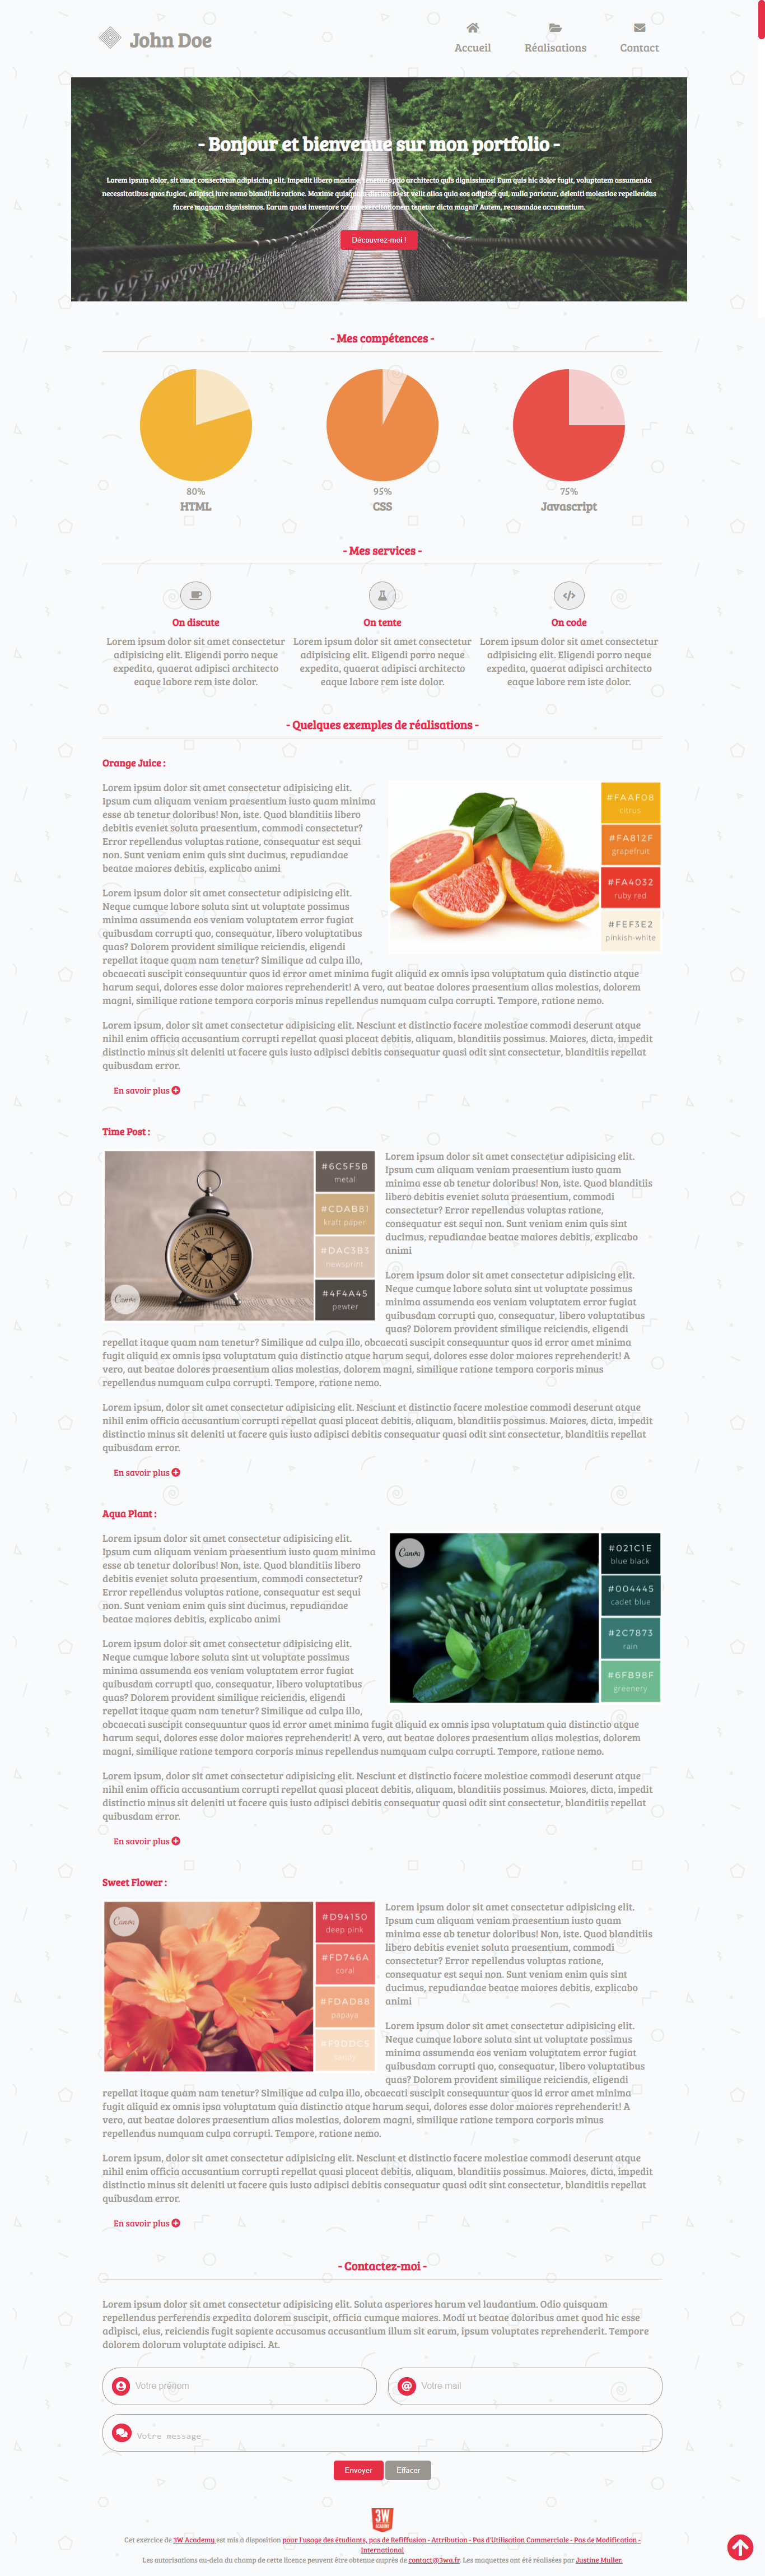 John Doe
Accueil
Réalisations
Contact
- Bonjour et bienvenue sur mon portfolio -
Lorem ipsum dolor, sit amet consectetur adipisicing elit. Impedit libero maxime, tenetur optio architecto quis dignissimos! Eum quis hic dolor fugit, voluptatem assumenda
necessitatibus quos fugiat, adipisci iure nemo blanditiis ratione. Maxime quisquam distinctio est velit alias quia eos adipisci qui, nulla pariatur, deleniti molestiae repellendus
facere magnam dignissimos. Earum quasi inventore totam exercitationem tenetur dicta magni? Autem, recusandae accusantium.
Découvrez-moi !
- Mes compétences -
80%
HTML
95%
CSS
75%
Javascript
- Mes services -
On discute
Lorem ipsum dolor sit amet consectetur
adipisicing elit. Eligendi porro neque
expedita, quaerat adipisci architecto
eaque labore rem iste dolor.
On tente
Lorem ipsum dolor sit amet consectetur
adipisicing elit. Eligendi porro neque
expedita, quaerat adipisci architecto
eaque labore rem iste dolor.
On code
Lorem ipsum dolor sit amet consectetur
adipisicing elit. Eligendi porro neque
expedita, quaerat adipisci architecto
eaque labore rem iste dolor.
- Quelques exemples de réalisations -
Orange Juice :
Lorem ipsum dolor sit amet consectetur adipisicing elit.
Ipsum cum aliquam veniam praesentium iusto quam minima
esse ab tenetur doloribus! Non, iste. Quod blanditiis libero
debitis eveniet soluta praesentium, commodi consectetur?
Error repellendus voluptas ratione, consequatur est sequi
non. Sunt veniam enim quis sint ducimus, repudiandae
beatae maiores debitis, explicabo animi
Lorem ipsum dolor sit amet consectetur adipisicing elit.
Neque cumque labore soluta sint ut voluptate possimus
minima assumenda eos veniam voluptatem error fugiat
quibusdam corrupti quo, consequatur, libero voluptatibus
quas? Dolorem provident similique reiciendis, eligendi
repellat itaque quam nam tenetur? Similique ad culpa illo,
obcaecati suscipit consequuntur quos id error amet minima fugit aliquid ex omnis ipsa voluptatum quia distinctio atque
harum sequi, dolores esse dolor maiores reprehenderit! A vero, aut beatae dolores praesentium alias molestias, dolorem
magni, similique ratione tempora corporis minus repellendus numquam culpa corrupti. Tempore, ratione nemo.
#FAAF08
citrus
#FA812F
grapefruit
#FA4032
ruby red
#FEF3E2
pinkish-white
Lorem ipsum, dolor sit amet consectetur adipisicing elit. Nesciunt et distinctio facere molestiae commodi deserunt atque
nihil enim officia accusantium corrupti repellat quasi placeat debitis, aliquam, blanditiis possimus. Maiores, dicta, impedit
distinctio minus sit deleniti ut facere quis iusto adipisci debitis consequatur quasi odit sint consectetur, blanditiis repellat
quibusdam error.
En savoir plus
Time Post :
Canva
#6C5F5B
metal
#CDAB81
kraft paper
#DAC3B3
newsprint
#4F4A45
pewter
Lorem ipsum dolor sit amet consectetur adipisicing elit.
Ipsum cum aliquam veniam praesentium iusto quam
minima esse ab tenetur doloribus! Non, iste. Quod blanditiis
libero debitis eveniet soluta praesentium, commodi
consectetur? Error repellendus voluptas ratione,
consequatur est sequi non. Sunt veniam enim quis sint
ducimus, repudiandae beatae maiores debitis, explicabo
animi
Lorem ipsum dolor sit amet consectetur adipisicing elit.
Neque cumque labore soluta sint ut voluptate possimus
minima assumenda eos veniam voluptatem error fugiat
quibusdam corrupti quo, consequatur, libero voluptatibus
quas? Dolorem provident similique reiciendis, eligendi
repellat itaque quam nam tenetur? Similique ad culpa illo, obcaecati suscipit consequuntur quos id error amet minima
fugit aliquid ex omnis ipsa voluptatum quia distinctio atque harum sequi, dolores esse dolor maiores reprehenderit! A
vero, aut beatae dolores praesentium alias molestias, dolorem magni, similique ratione tempora corporis minus
repellendus numquam culpa corrupti. Tempore, ratione nemo.
Lorem ipsum, dolor sit amet consectetur adipisicing elit. Nesciunt et distinctio facere molestiae commodi deserunt atque
nihil enim officia accusantium corrupti repellat quasi placeat debitis, aliquam, blanditiis possimus. Maiores, dicta, impedit
distinctio minus sit deleniti ut facere quis iusto adipisci debitis consequatur quasi odit sint consectetur, blanditiis repellat
quibusdam error.
En savoir plus
Aqua Plant :
Lorem ipsum dolor sit amet consectetur adipisicing elit.
Ipsum cum aliquam veniam praesentium iusto quam minima
esse ab tenetur doloribus! Non, iste. Quod blanditiis libero
debitis eveniet soluta praesentium, commodi consectetur?
Error repellendus voluptas ratione, consequatur est sequi
non. Sunt veniam enim quis sint ducimus, repudiandae
beatae maiores debitis, explicabo animi
Lorem ipsum dolor sit amet consectetur adipisicing elit.
Neque cumque labore soluta sint ut voluptate possimus
minima assumenda eos veniam voluptatem error fugiat
quibusdam corrupti quo, consequatur, libero voluptatibus
quas? Dolorem provident similique reiciendis, eligendi
repellat itaque quam nam tenetur? Similique ad culpa illo,
obcaecati suscipit consequuntur quos id error amet minima fugit aliquid ex omnis ipsa voluptatum quia distinctio atque
harum sequi, dolores esse dolor maiores reprehenderit! A vero, aut beatae dolores praesentium alias molestias, dolorem
magni, similique ratione tempora corporis minus repellendus numquam culpa corrupti. Tempore, ratione nemo.
Canva
#021C1E
blue black
#004445
cadet blue
#2C7873
rain
#6FB98F
greenery
Lorem ipsum, dolor sit amet consectetur adipisicing elit. Nesciunt et distinctio facere molestiae commodi deserunt atque
nihil enim officia accusantium corrupti repellat quasi placeat debitis, aliquam, blanditiis possimus. Maiores, dicta, impedit
distinctio minus sit deleniti ut facere quis iusto adipisci debitis consequatur quasi odit sint consectetur, blanditiis repellat
quibusdam error.
En savoir plus
Sweet Flower :
Canva
#D94150
deep pink
#FD746A
coral
#FDAD88
papaya
#F9DDC5
Lorem ipsum dolor sit amet consectetur adipisicing elit.
Ipsum cum aliquam veniam praesentium iusto quam
minima esse ab tenetur doloribus! Non, iste. Quod blanditiis
libero debitis eveniet soluta praesentium, commodi
consectetur? Error repellendus voluptas ratione,
consequatur est sequi non. Sunt veniam enim quis sint
ducimus, repudiandae beatae maiores debitis, explicabo
animi
Lorem ipsum dolor sit amet consectetur adipisicing elit.
Neque cumque labore soluta sint ut voluptate possimus
minima assumenda eos veniam voluptatem error fugiat
quibusdam corrupti quo, consequatur, libero voluptatibus
quas? Dolorem provident similique reiciendis, eligendi
repellat itaque quam nam tenetur? Similique ad culpa illo, obcaecati suscipit consequuntur quos id error amet minima
fugit aliquid ex omnis ipsa voluptatum quia distinctio atque harum sequi, dolores esse dolor maiores reprehenderit! A
vero, aut beatae dolores praesentium alias molestias, dolorem magni, similique ratione tempora corporis minus
repellendus numquam culpa corrupti. Tempore, ratione nemo.
Lorem ipsum, dolor sit amet consectetur adipisicing elit. Nesciunt et distinctio facere molestiae commodi deserunt atque
nihil enim officia accusantium corrupti repellat quasi placeat debitis, aliquam, blanditiis possimus. Maiores, dicta, impedit
distinctio minus sit deleniti ut facere quis iusto adipisci debitis consequatur quasi odit sint consectetur, blanditiis repellat
quibusdam error.
En savoir plus
- Contactez-moi -
Lorem ipsum dolor sit amet consectetur adipisicing elit. Soluta asperiores harum vel laudantium. Odio quisquam
repellendus perferendis expedita dolorem suscipit, officia cumque maiores. Modi ut beatae doloribus amet quod hic esse
adipisci, eius, reiciendis fugit sapiente accusamus accusantium illum sit earum, ipsum voluptates reprehenderit. Tempore
dolorem dolorum voluptate adipisci. At.
Votre prénom
Votre mail
Votre message
Envoyer
Effacer
3W
ACADEMY
Cet exercice de 3W Academy est mis à disposition pour l'usage des étudiants, pas de Refiffusion - Attribution - Pas d'Utilisation Commerciale - Pas de Modification -
International
Les autorisations au-delà du champ de cette licence peuvent être obtenue auprès de contact@3wa.fr. Les maquettes ont été réalisées par Justine Muller.